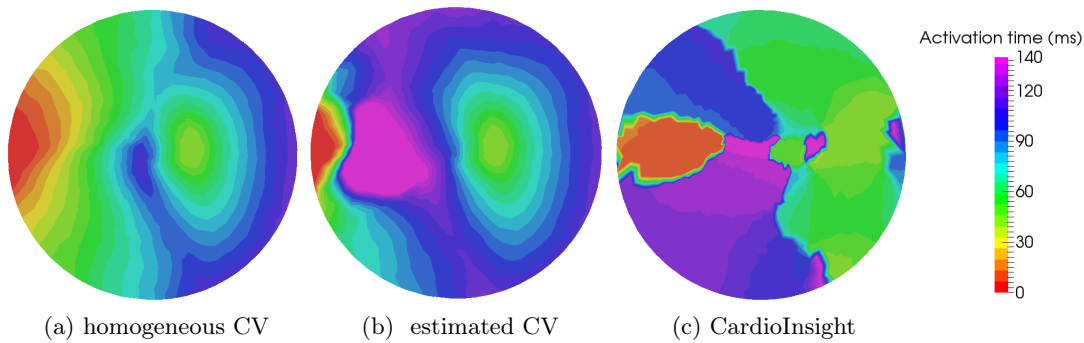 Activation time (ms)
140
120
90
60
30
0
(a) homogeneous CV
(b) estimated CV
(c) CardioInsight